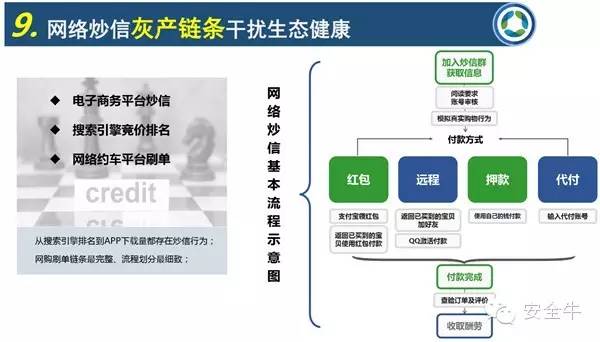 9. 网络炒信灰产链条干扰生态健康
电子商务平台炒信
搜索引擎竞价排名
网络约车平台刷单
credit
从搜索引擎排名到APP下载量都存在炒信行为；
网购刷单链条最完整、流程划分最细致；
网络炒信基本流程示意图
加入炒信群
获取信息
阅读要求
账号审核
模拟真实购物行为
付款方式
红包
远程
押款
代付
支付宝领红包
返回已买到的宝
贝使用红包付款
返回已买到的宝贝
加好友
QQ激活付款
使用自己的钱付款
输入代付账号
付款完成
查验订单及评价
收取酬劳
安全牛